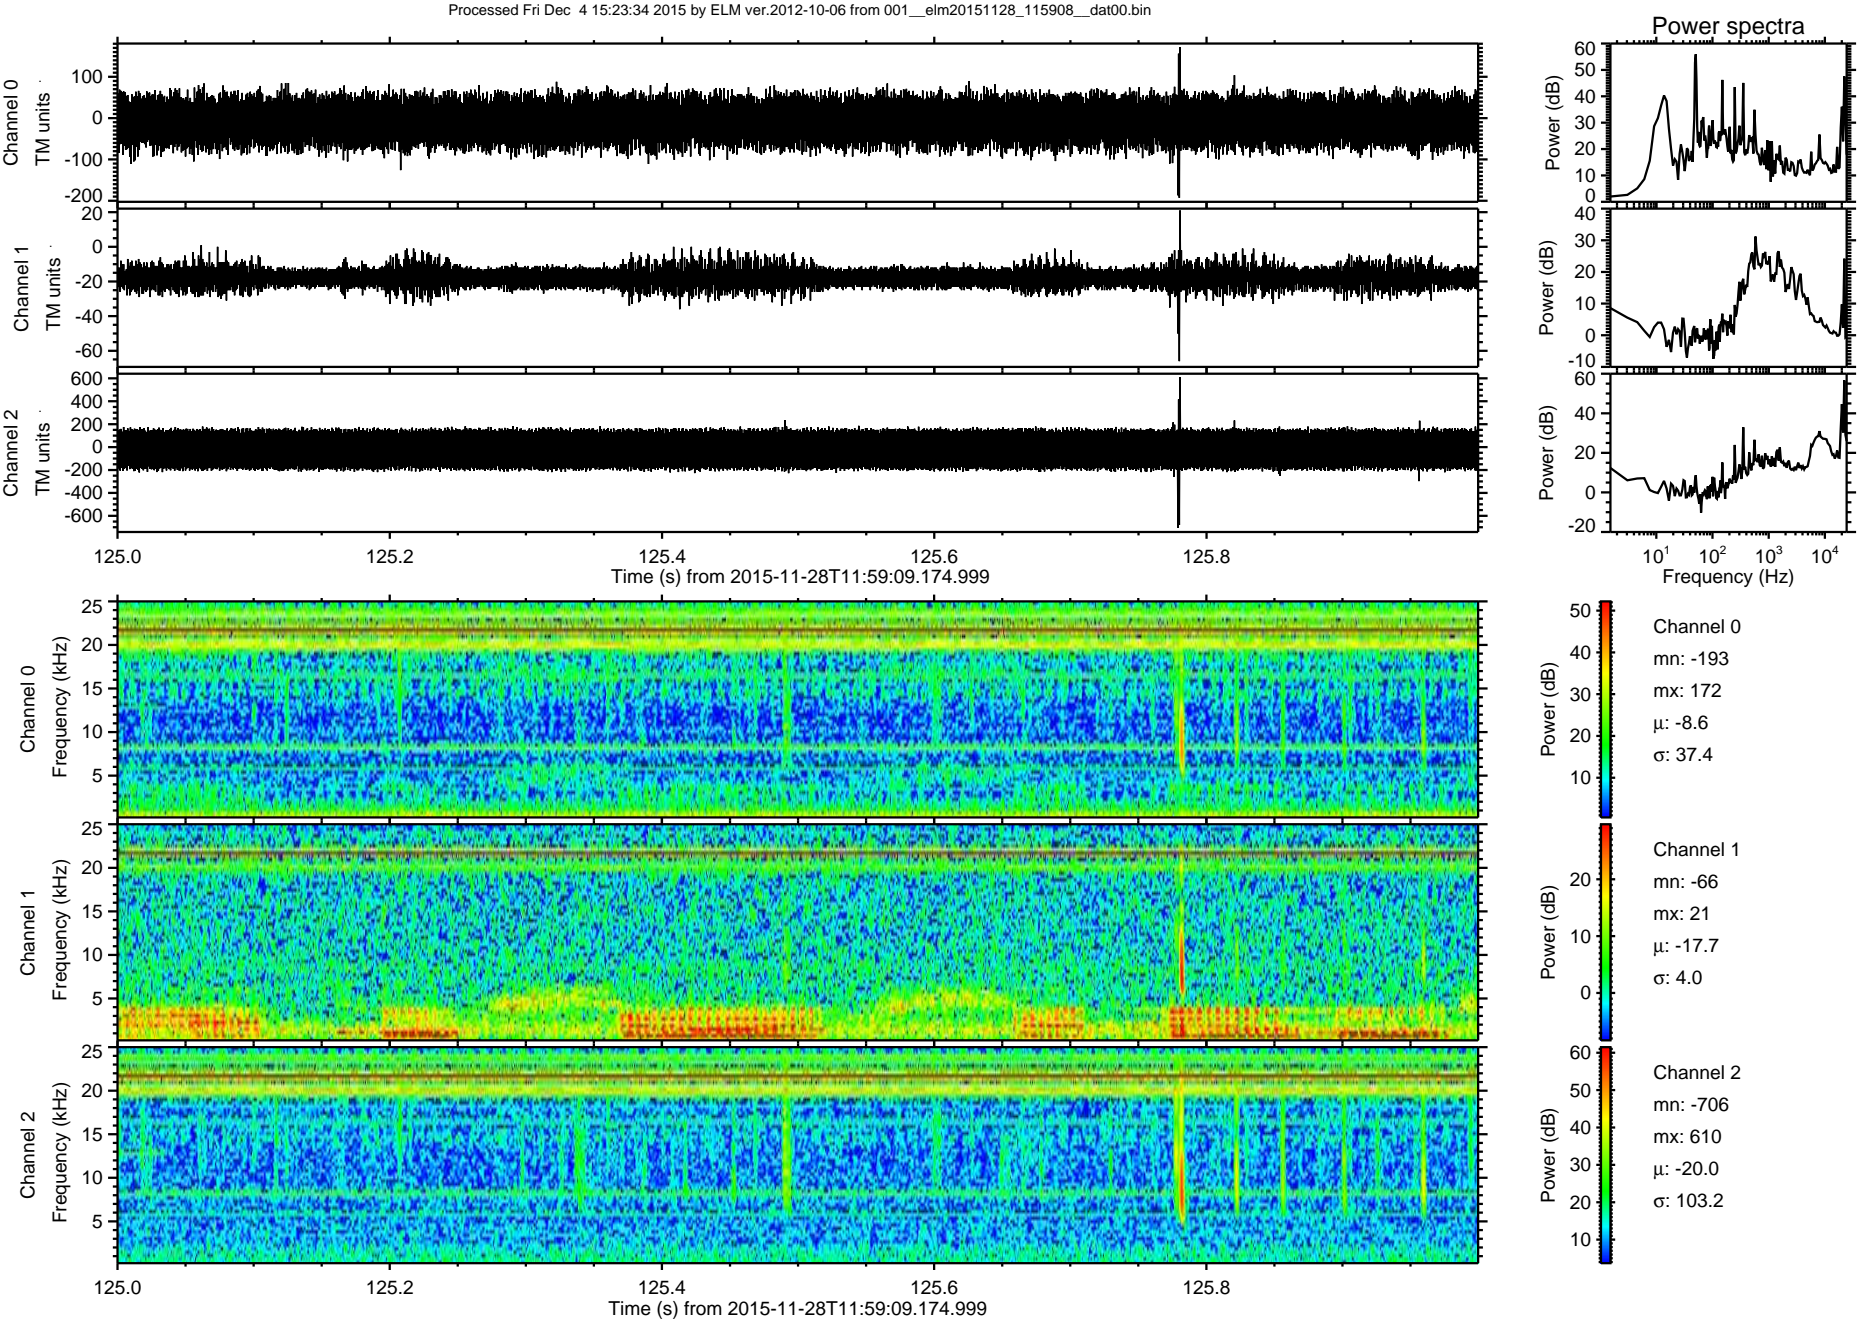 Processed Fri Dec  4 15:23:34 2015 by ELM ver.2012-10-06 from 001__elm20151128_115908__dat00.bin
Power spectra
Channel 0
TM units
100
0
-100
-200
Power (dB)
60
50
40
30
20
10
0
Channel 1
TM units
20
0
-20
-40
-60
Power (dB)
40
30
20
10
0
-10
Channel 2
TM units
600
400
200
0
-200
-400
-600
Power (dB)
60
40
20
0
-20
125.0 125.2 125.4 125.6 125.8
Time (s) from 2015-11-28T11:59:09.174.999
10^1 10^2 10^3 10^4
Frequency (Hz)
Channel 0
Frequency (kHz)
25
20
15
10
5
Power (dB)
50
40
30
20
10
Channel 0
mn: -193
mx: 172
μ: -8.6
σ: 37.4
Channel 1
Frequency (kHz)
25
20
15
10
5
Power (dB)
20
10
0
Channel 1
mn: -66
mx: 21
μ: -17.7
σ: 4.0
Channel 2
Frequency (kHz)
25
20
15
10
5
Power (dB)
60
50
40
30
20
10
Channel 2
mn: -706
mx: 610
μ: -20.0
σ: 103.2
125.0 125.2 125.4 125.6 125.8
Time (s) from 2015-11-28T11:59:09.174.999